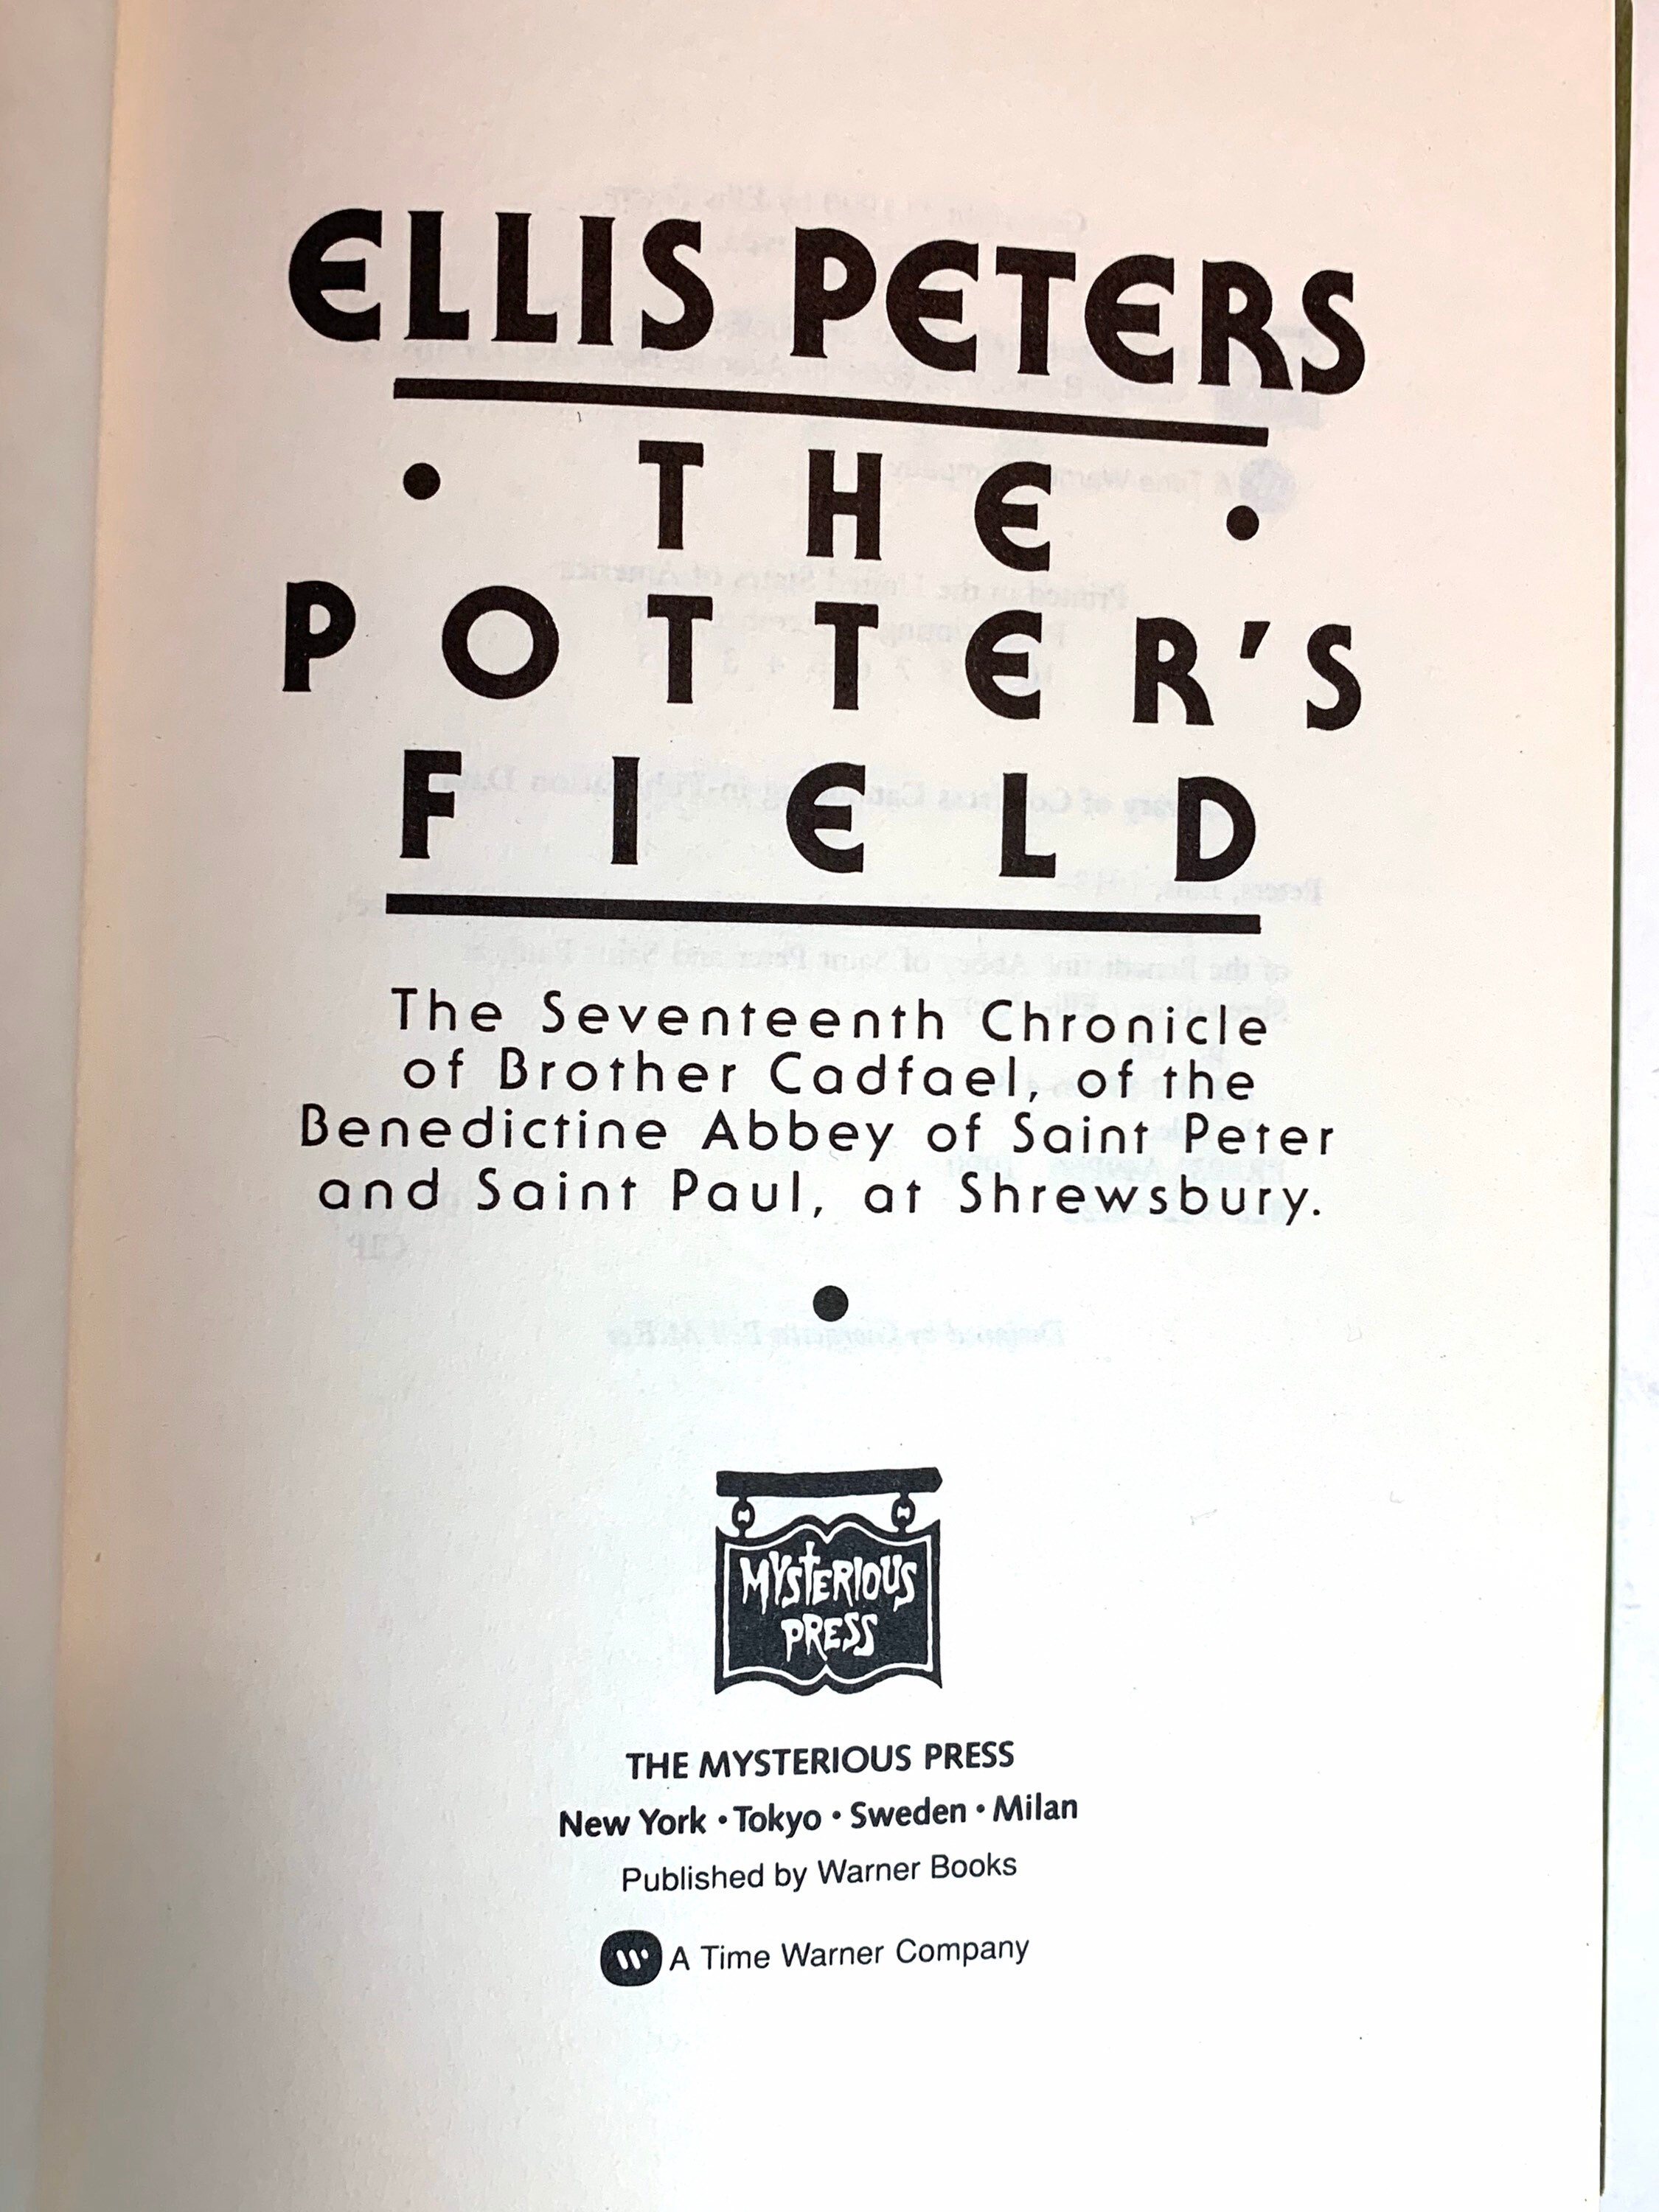 ELLIS PETERS
• THE •
POTTER'S
FIELD
The Seventeenth Chronicle
of Brother Cadfael, of the
Benedictine Abbey of Saint Peter
and Saint Paul, at Shrewsbury.
•
MYSTERIOUS
PRESS
THE MYSTERIOUS PRESS
New York • Tokyo • Sweden • Milan
Published by Warner Books
A Time Warner Company